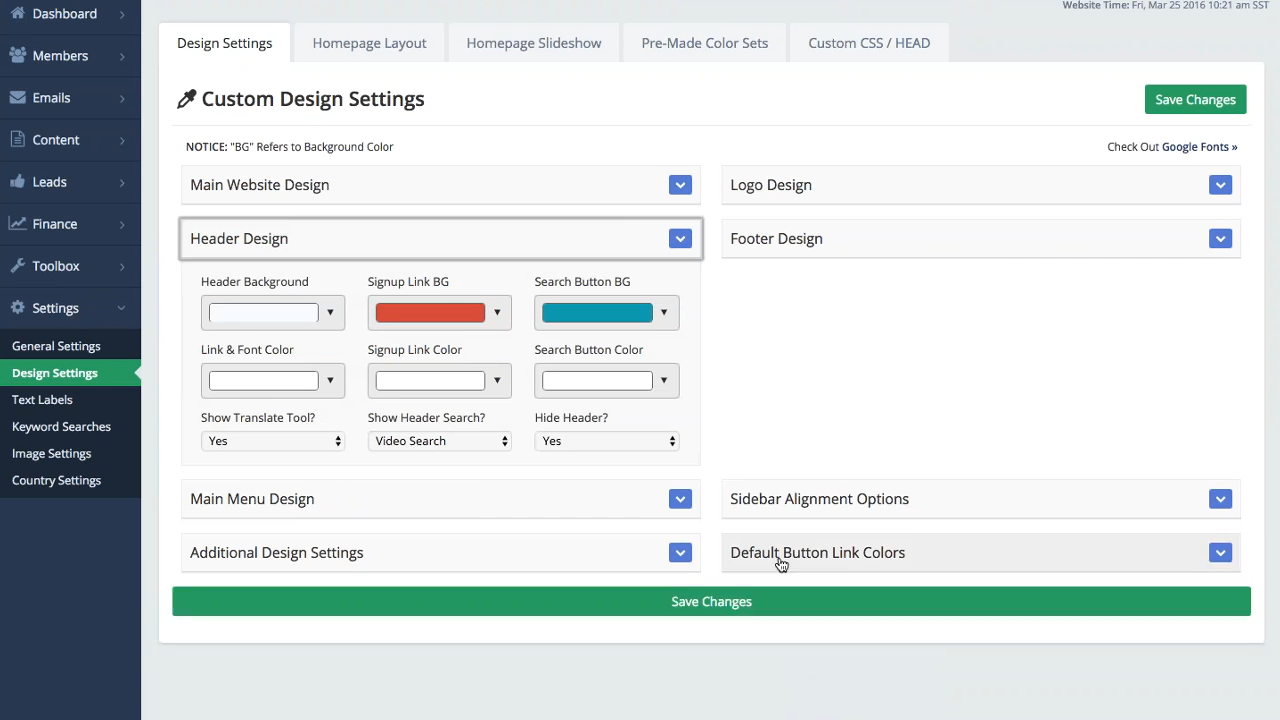 Website Time: Fri, Mar 25 2016 10:21 am SST
Dashboard
Members
Emails
Content
Leads
Finance
Toolbox
Settings
General Settings
Design Settings
Text Labels
Keyword Searches
Image Settings
Country Settings
Design Settings
Homepage Layout
Homepage Slideshow
Pre-Made Color Sets
Custom CSS / HEAD
Custom Design Settings
Save Changes
NOTICE: "BG" Refers to Background Color
Check Out Google Fonts »
Main Website Design
Logo Design
Header Design
Footer Design
Header Background
Signup Link BG
Search Button BG
Link & Font Color
Signup Link Color
Search Button Color
Show Translate Tool?
Show Header Search?
Hide Header?
Yes
Video Search
Yes
Main Menu Design
Sidebar Alignment Options
Additional Design Settings
Default Button Link Colors
Save Changes